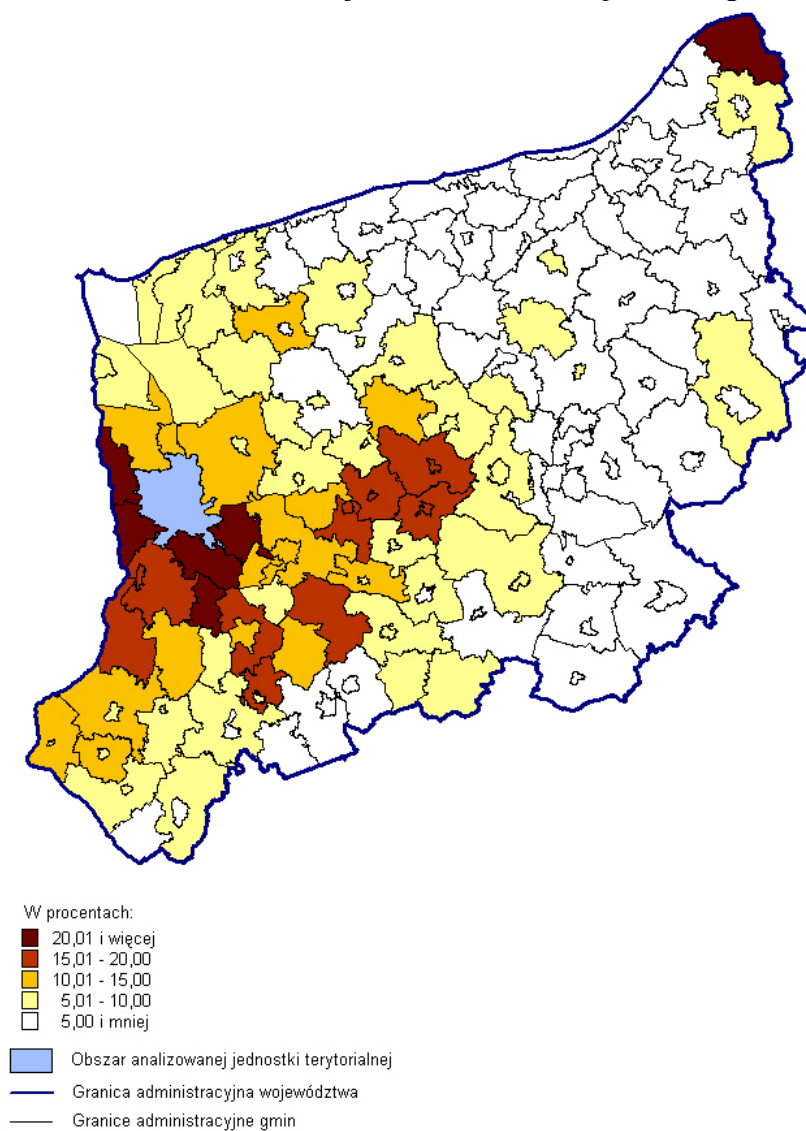 W procentach:
20,01 i więcej
15,01 - 20,00
10,01 - 15,00
5,01 - 10,00
5,00 i mniej
Obszar analizowanej jednostki terytorialnej
Granica administracyjna województwa
Granice administracyjne gmin